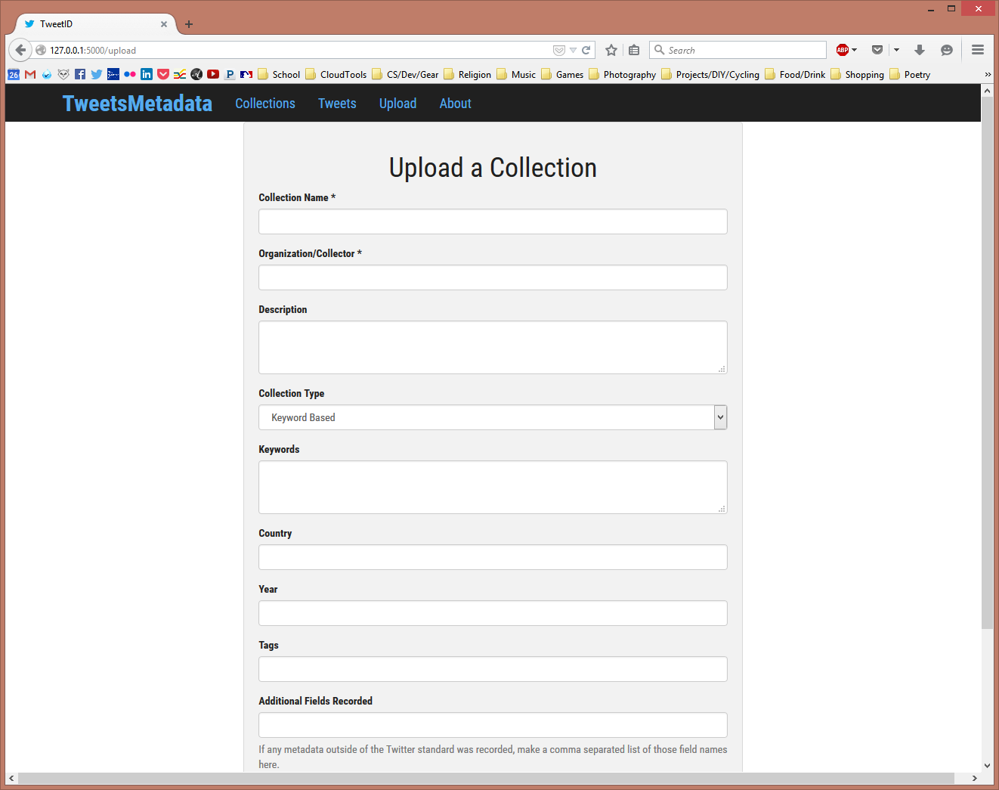 TweetID
127.0.0.1:5000/upload
Search
ABP
26
School CloudTools CS/Dev/Gear Religion Music Games Photography Projects/DIY/Cycling Food/Drink Shopping Poetry
TweetsMetadata Collections Tweets Upload About
Upload a Collection
Collection Name *
Organization/Collector *
Description
Collection Type
Keyword Based
Keywords
Country
Year
Tags
Additional Fields Recorded
If any metadata outside of the Twitter standard was recorded, make a comma separated list of those field names
here.